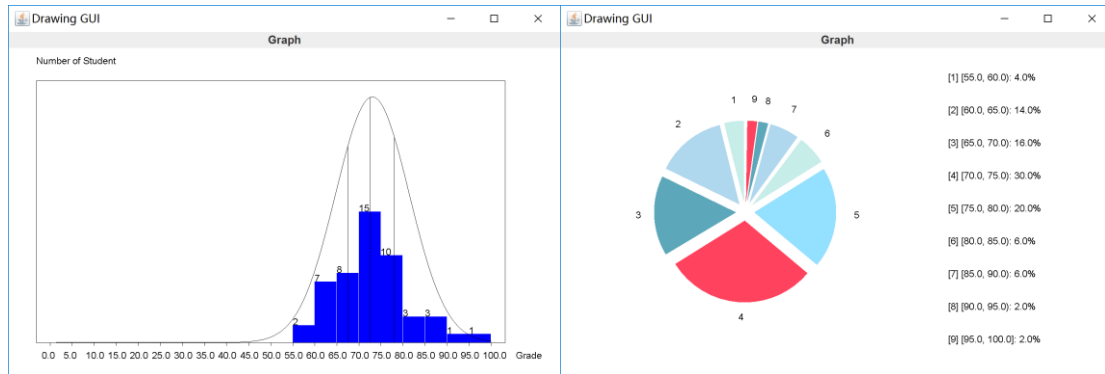 Drawing GUI
Graph
Number of Student
2
7
8
15
10
3
3
1
1
0.0 5.0 10.0 15.0 20.0 25.0 30.0 35.0 40.0 45.0 50.0 55.0 60.0 65.0 70.0 75.0 80.0 85.0 90.0 95.0 100.0 Grade
Drawing GUI
Graph
1
9
8
7
2
6
3
5
4
[1] [55.0, 60.0): 4.0%
[2] [60.0, 65.0): 14.0%
[3] [65.0, 70.0): 16.0%
[4] [70.0, 75.0): 30.0%
[5] [75.0, 80.0): 20.0%
[6] [80.0, 85.0): 6.0%
[7] [85.0, 90.0): 6.0%
[8] [90.0, 95.0): 2.0%
[9] [95.0, 100.0]: 2.0%